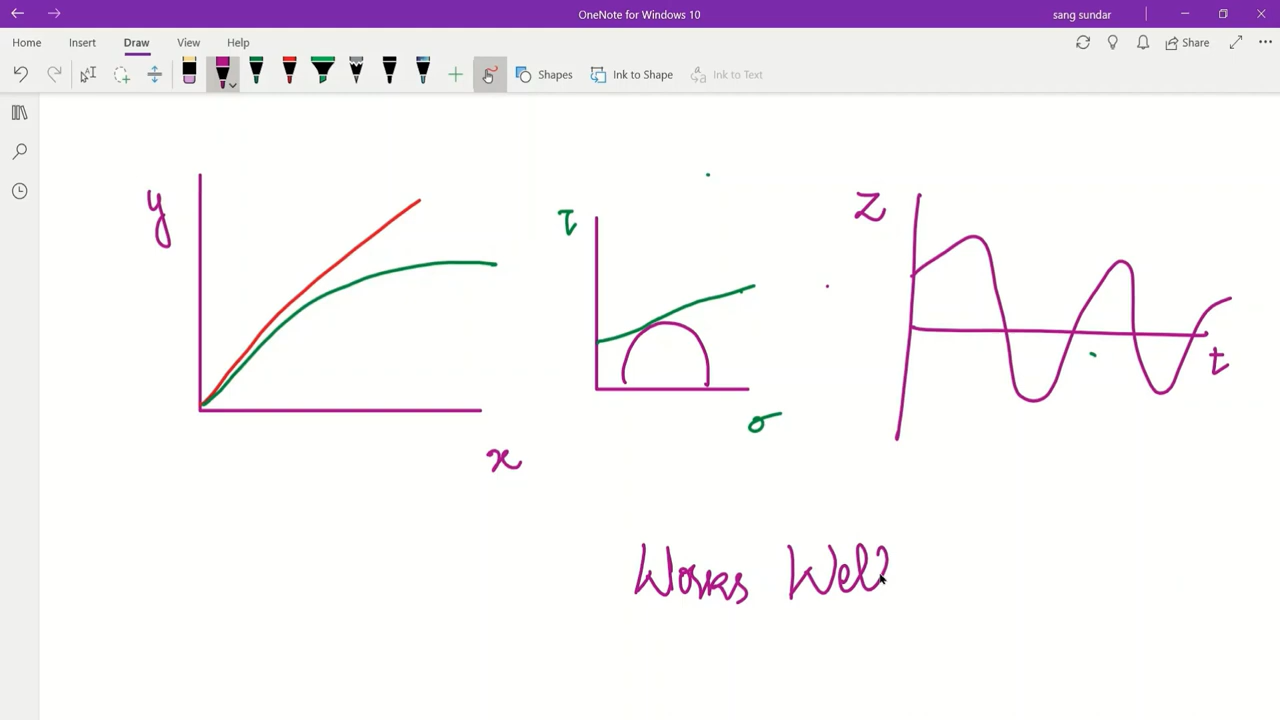 OneNote for Windows 10
sang sundar
Home Insert Draw View Help
Share
Shapes Ink to Shape Ink to Text
y
x
τ
σ
z
t
Works Well